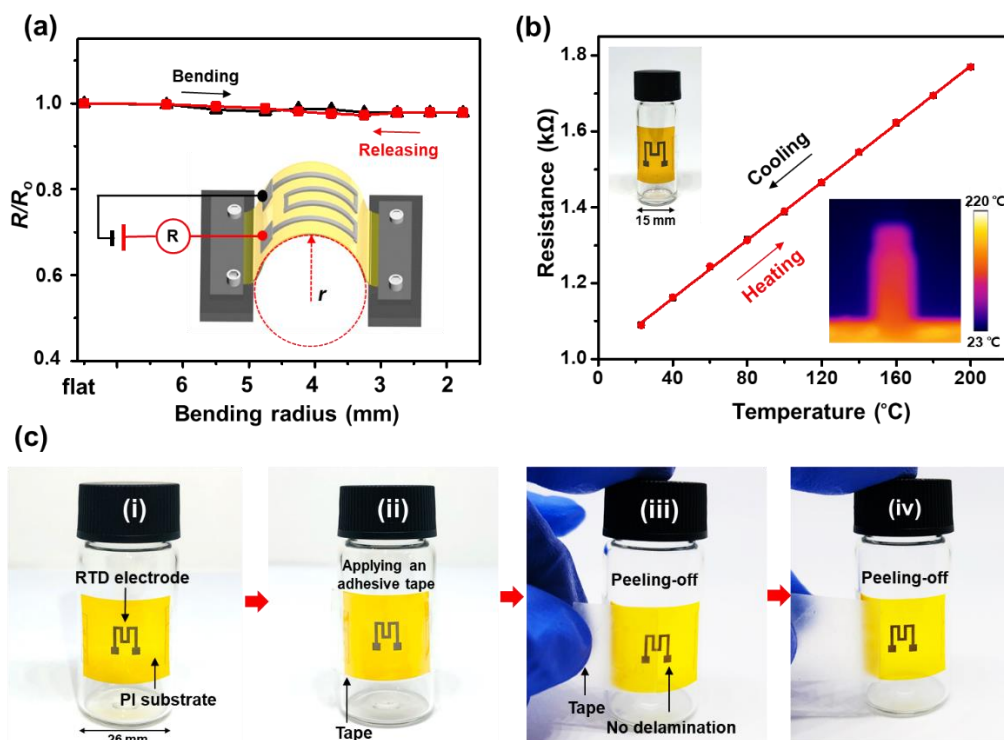 (a)
1.0
0.8
0.6
0.4
R/Ro
Bending
Releasing
R
r
flat
6
5
4
3
2
Bending radius (mm)
(b)
1.8
1.6
1.4
1.2
1.0
Resistance (kΩ)
15 mm
Cooling
Heating
220 ℃
23 ℃
0
40
80
120
160
200
Temperature (°C)
(c)
(i)
RTD electrode
PI substrate
26 mm
(ii)
Applying an
adhesive tape
Tape
(iii)
Peeling-off
Tape
No delamination
(iv)
Peeling-off